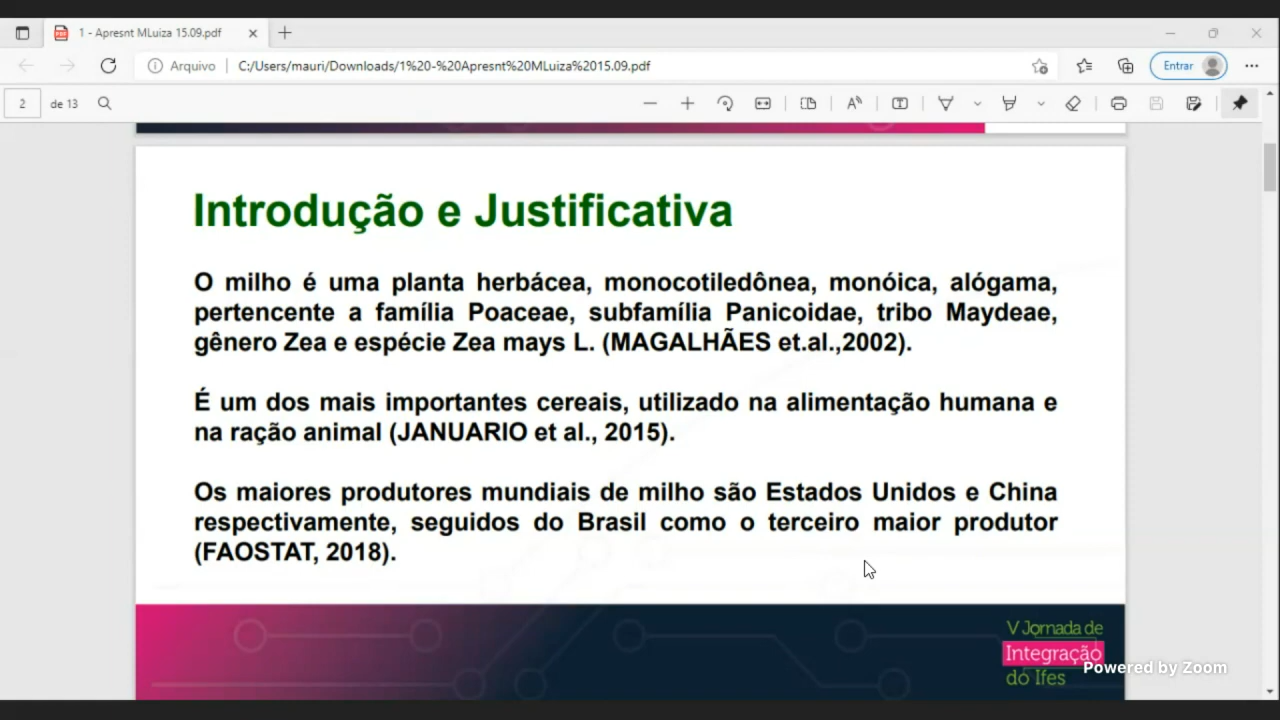 1 - Apresnt MLuiza 15.09.pdf
Arquivo
C:/Users/mauri/Downloads/1%20-%20Apresnt%20MLuiza%2015.09.pdf
Entrar
2 de 13
Introdução e Justificativa
O milho é uma planta herbácea, monocotiledônea, monóica, alógama,
pertencente a família Poaceae, subfamília Panicoidae, tribo Maydeae,
gênero Zea e espécie Zea mays L. (MAGALHÃES et.al.,2002).
É um dos mais importantes cereais, utilizado na alimentação humana e
na ração animal (JANUARIO et al., 2015).
Os maiores produtores mundiais de milho são Estados Unidos e China
respectivamente, seguidos do Brasil como o terceiro maior produtor
(FAOSTAT, 2018).
V Jornada de
Integração
do Ifes
Powered by Zoom